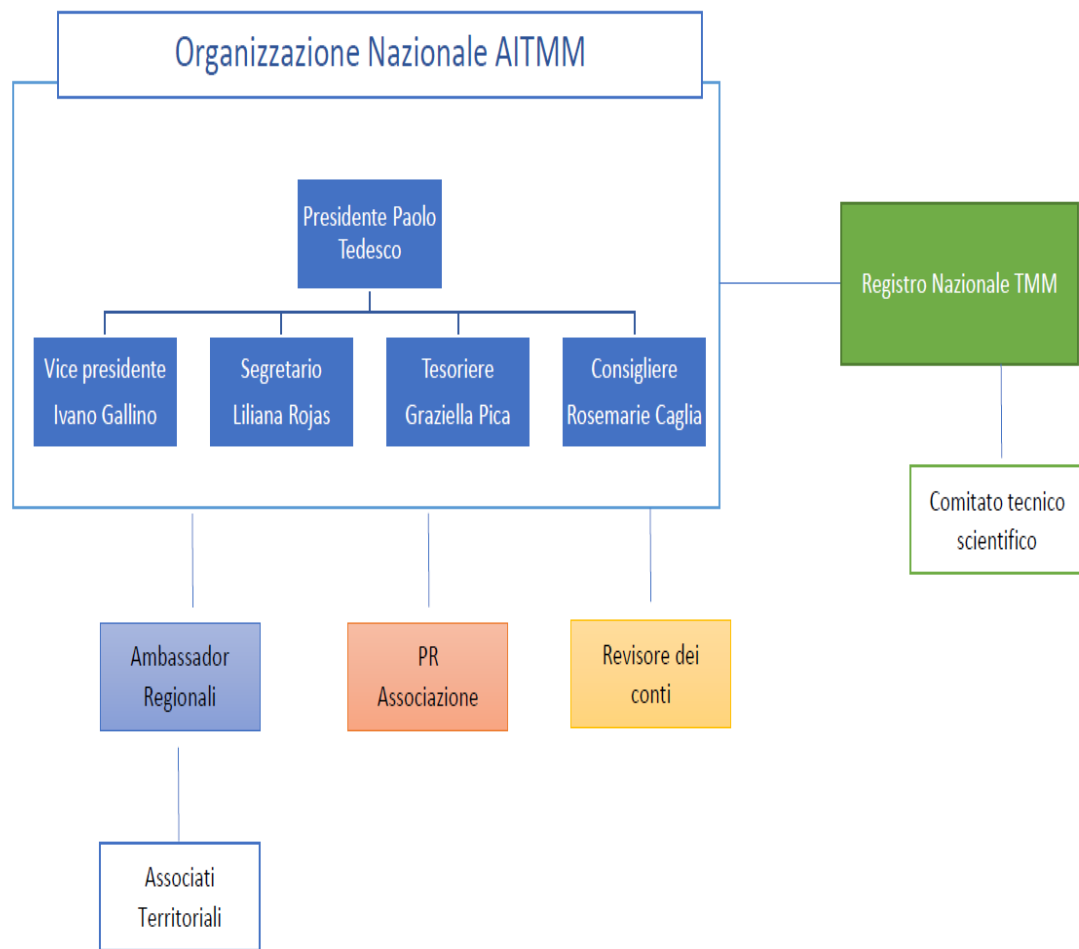 Organizzazione Nazionale AITMM
Presidente Paolo
Tedesco
Registro Nazionale TMM
Vice presidente
Ivano Gallino
Segretario
Liliana Rojas
Tesoriere
Graziella Pica
Consigliere
Rosemarie Caglia
Comitato tecnico
scientifico
Ambassador
Regionali
PR
Associazione
Revisore dei
conti
Associati
Territoriali